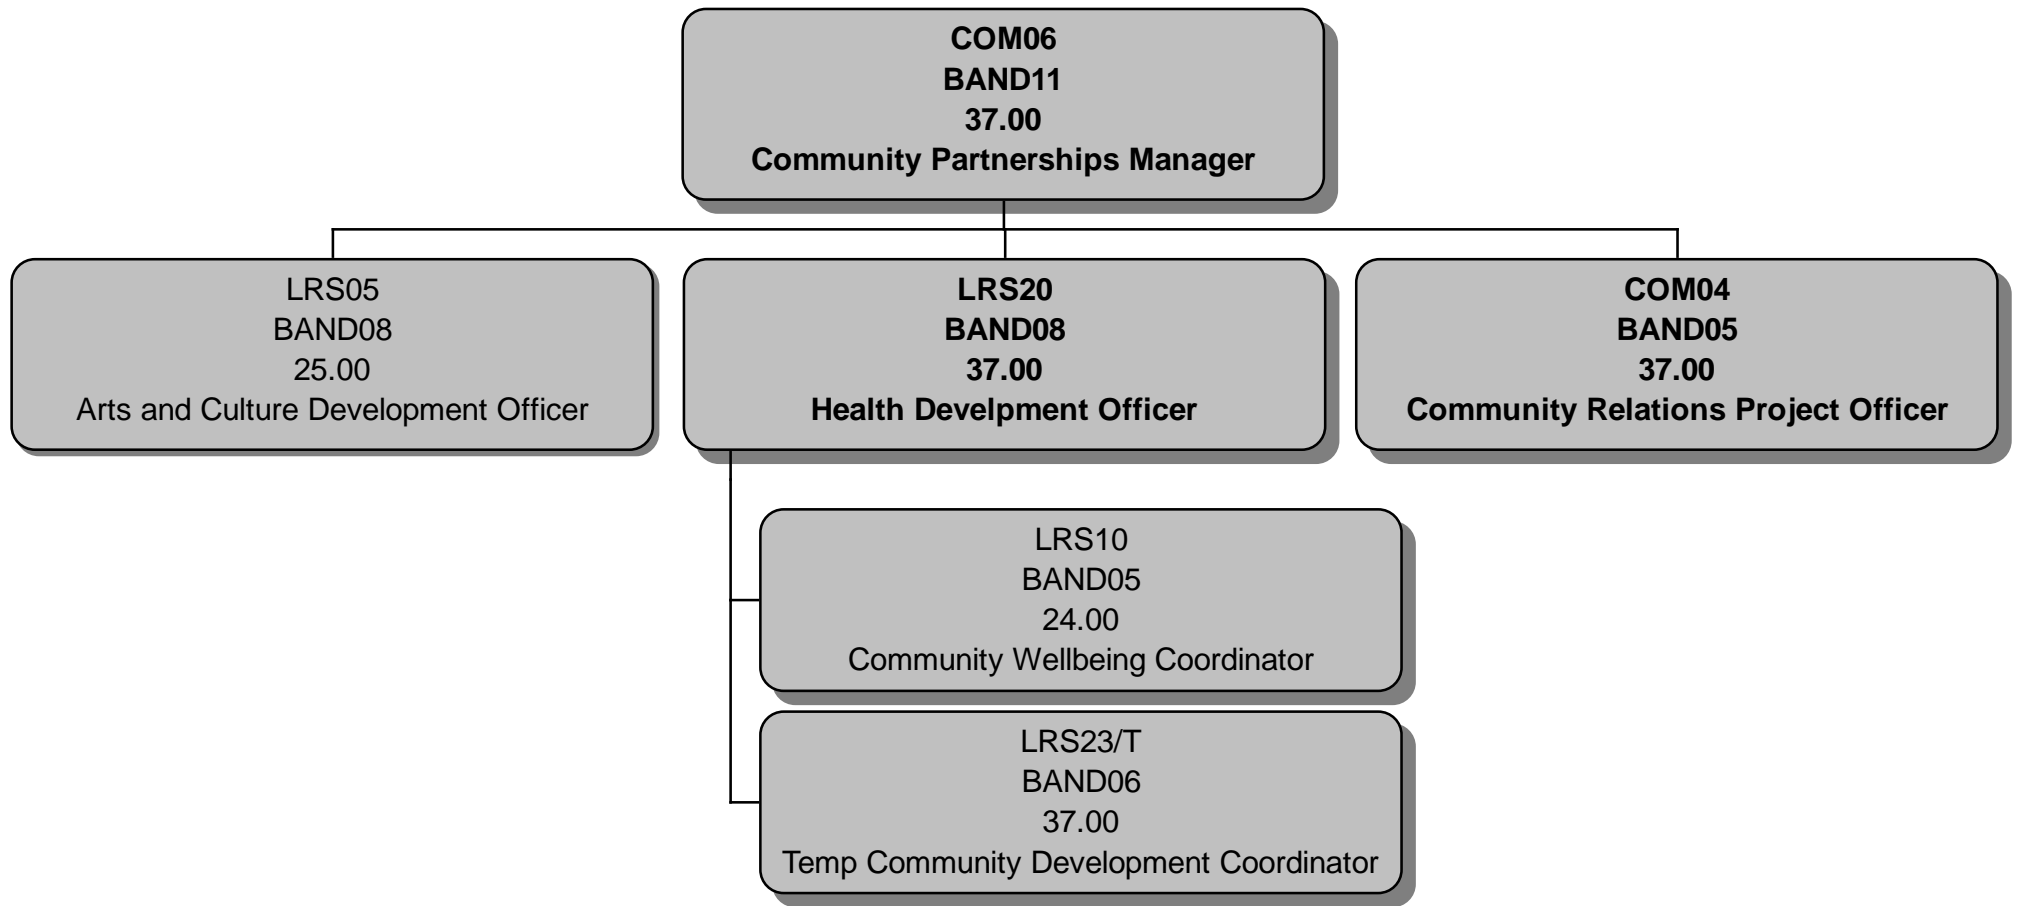 COM06
BAND11
37.00
Community Partnerships Manager
LRS05
BAND08
25.00
Arts and Culture Development Officer
LRS20
BAND08
37.00
Health Develpment Officer
COM04
BAND05
37.00
Community Relations Project Officer
LRS10
BAND05
24.00
Community Wellbeing Coordinator
LRS23/T
BAND06
37.00
Temp Community Development Coordinator